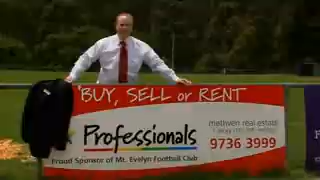 BUY, SELL or RENT
Professionals
methven real estate
9736 3999
Proud Sponsor of Mt. Evelyn Football Club